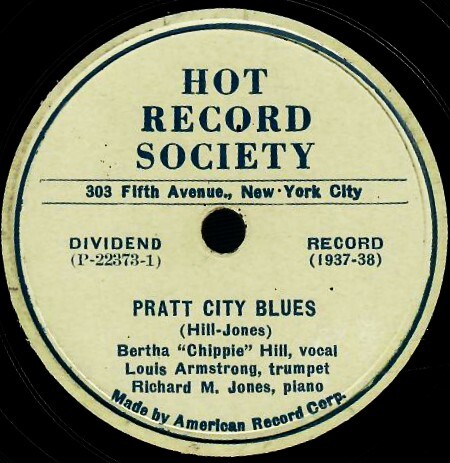 HOT
RECORD
SOCIETY
303 Fifth Avenue., New York City
DIVIDEND RECORD
(P-22373-1) (1937-38)
PRATT CITY BLUES
(Hill-Jones)
Bertha "Chippie" Hill, vocal
Louis Armstrong, trumpet
Richard M. Jones, piano
Made by American Record Corp.